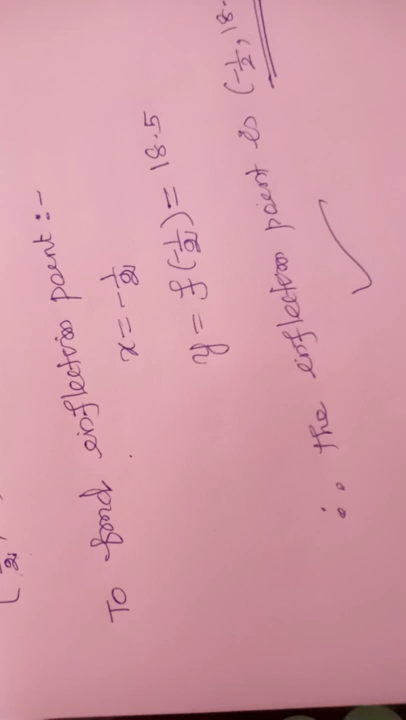 To find inflection point :-
x = -1/2
y = f(-1/2) = 18.5
∴ the inflection point is (-1/2, 18.